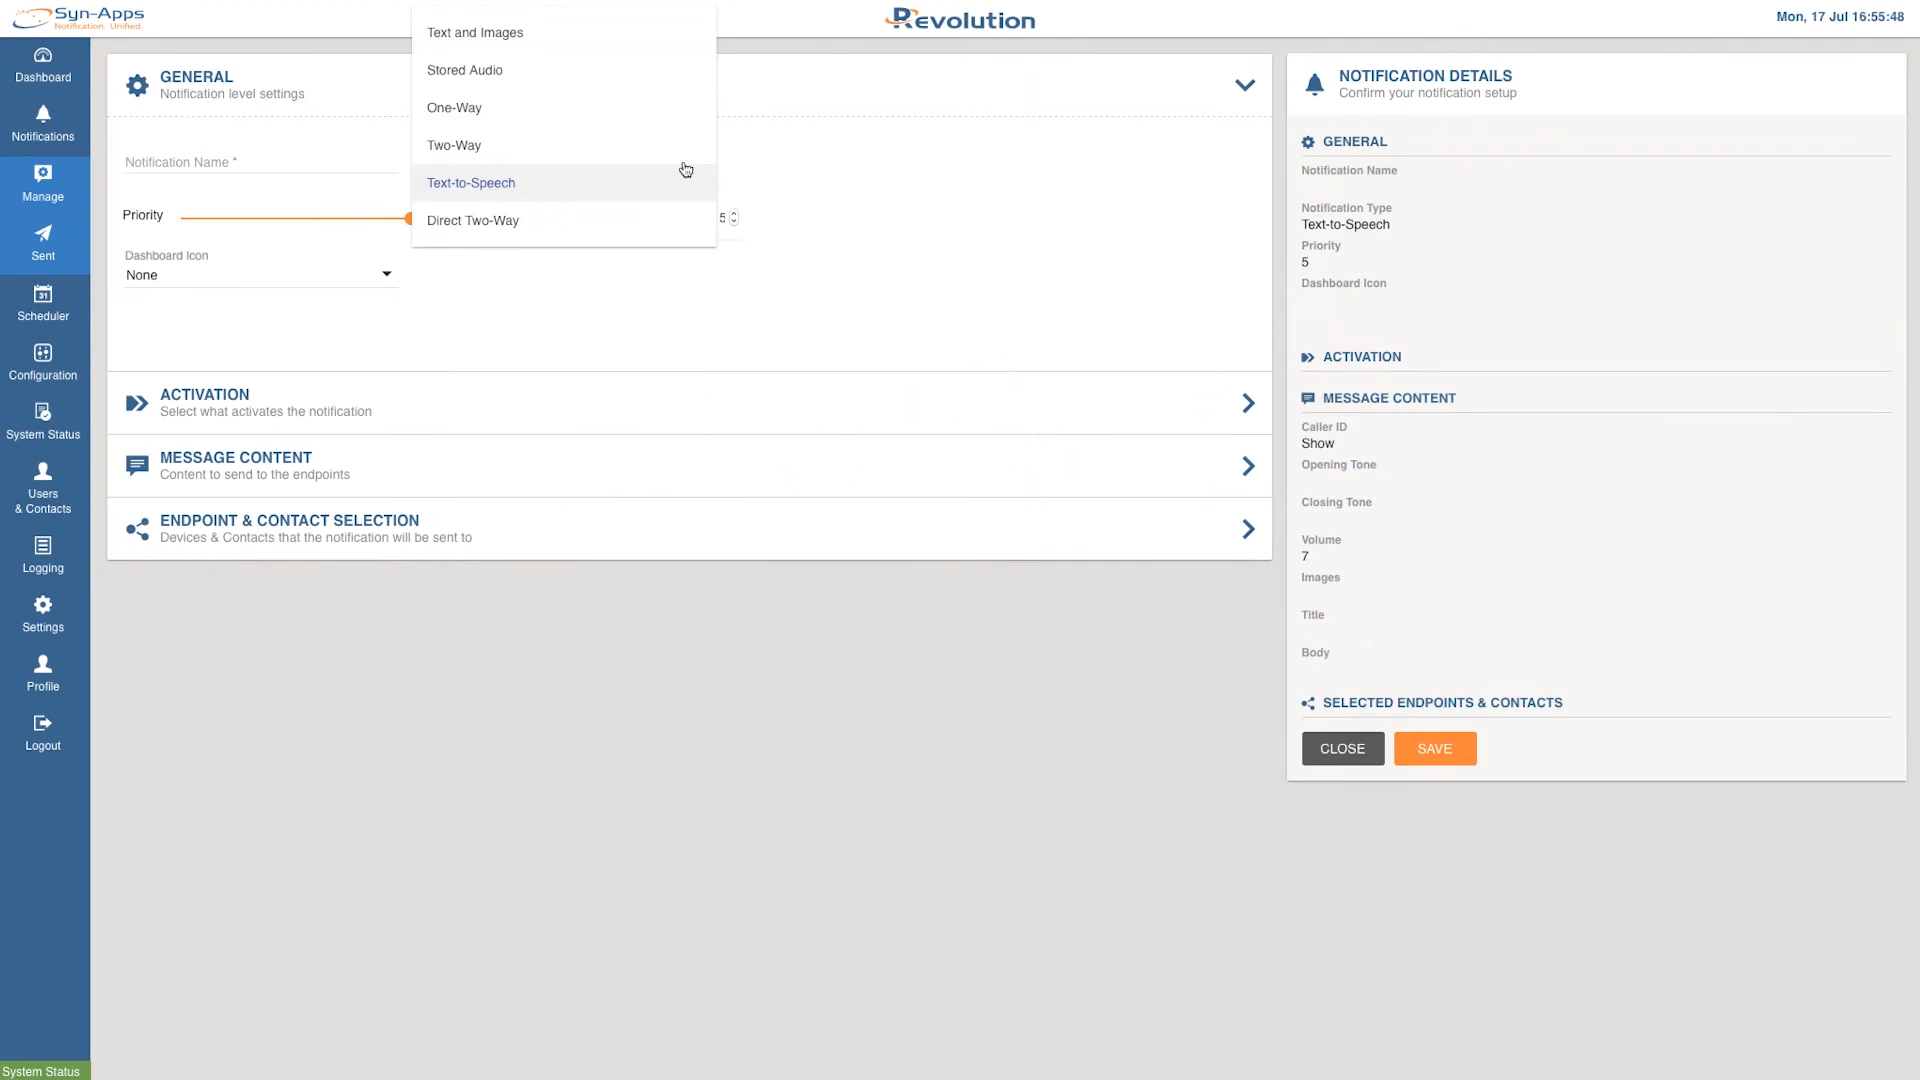 Syn-Apps
Notification. Unified.
Revolution
Mon, 17 Jul 16:55:48
Dashboard
Notifications
Manage
Sent
31
Scheduler
Configuration
System Status
Users
& Contacts
Logging
Settings
Profile
Logout
System Status
GENERAL
Notification level settings
Notification Name *
Text and Images
Stored Audio
One-Way
Two-Way
Text-to-Speech
Direct Two-Way
Priority
5
Dashboard Icon
None
ACTIVATION
Select what activates the notification
MESSAGE CONTENT
Content to send to the endpoints
ENDPOINT & CONTACT SELECTION
Devices & Contacts that the notification will be sent to
NOTIFICATION DETAILS
Confirm your notification setup
GENERAL
Notification Name
Notification Type
Text-to-Speech
Priority
5
Dashboard Icon
ACTIVATION
MESSAGE CONTENT
Caller ID
Show
Opening Tone
Closing Tone
Volume
7
Images
Title
Body
SELECTED ENDPOINTS & CONTACTS
CLOSE SAVE